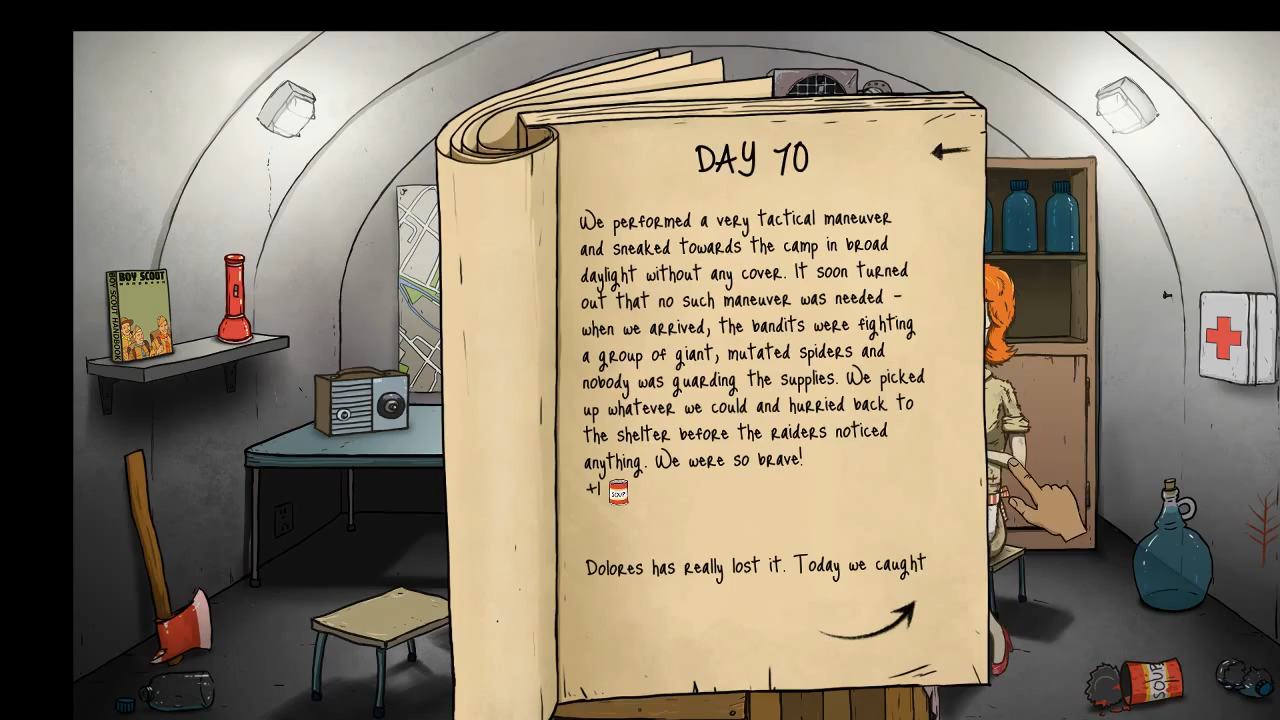 DAY 70
We performed a very tactical maneuver
and sneaked towards the camp in broad
daylight without any cover. It soon turned
out that no such maneuver was needed -
when we arrived, the bandits were fighting
a group of giant, mutated spiders and
nobody was guarding the supplies. We picked
up whatever we could and hurried back to
the shelter before the raiders noticed
anything. We were so brave!
+1 SOUP
Dolores has really lost it. Today we caught
BOY SCOUT
BOY SCOUT HANDBOOK
SOUP